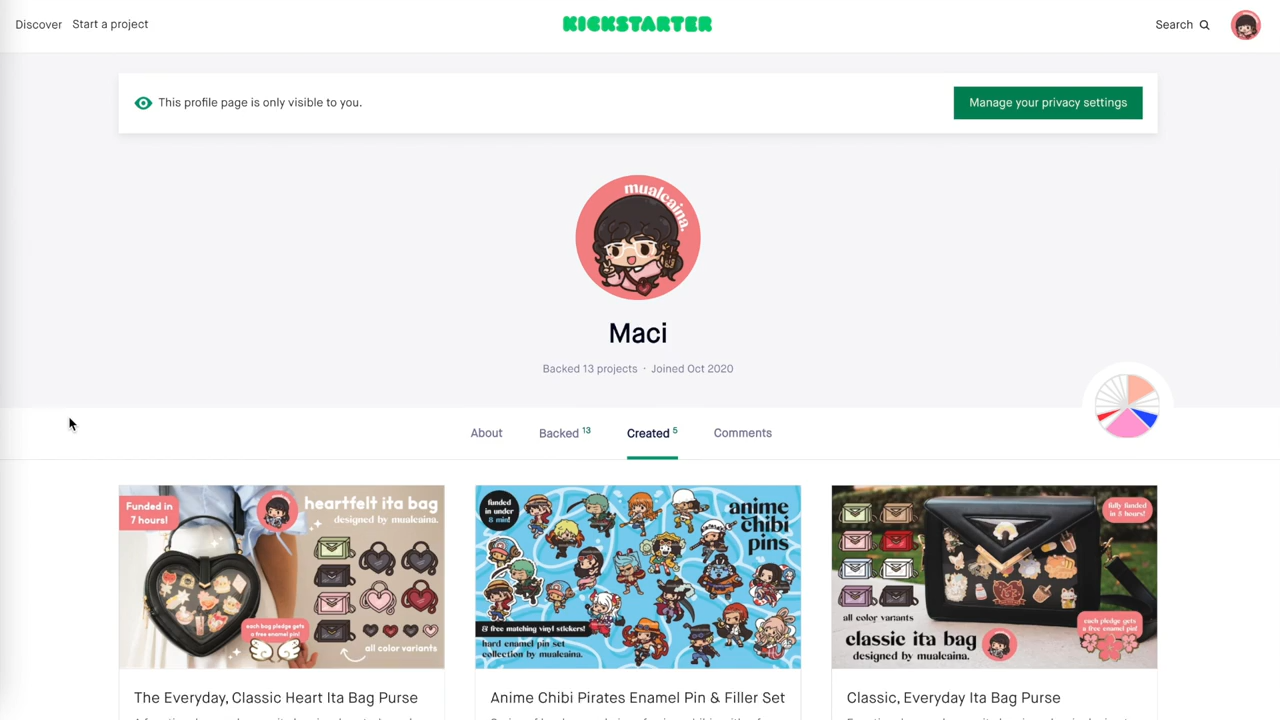 Discover Start a project KICKSTARTER Search
This profile page is only visible to you. Manage your privacy settings
mualcaina.
Maci
Backed 13 projects · Joined Oct 2020
About Backed 13 Created 5 Comments
Funded in
7 hours!
heartfelt ita bag
designed by mualcaina.
each bag pledge gets
a free enamel pin!
all color variants
funded
in under
8 min!
anime
chibi
pins
& free matching vinyl stickers!
hard enamel pin set
collection by mualcaina.
fully funded
in 8 hours!
all color variants
classic ita bag
designed by mualcaina.
each pledge gets
a free enamel pin!
The Everyday, Classic Heart Ita Bag Purse
Anime Chibi Pirates Enamel Pin & Filler Set
Classic, Everyday Ita Bag Purse